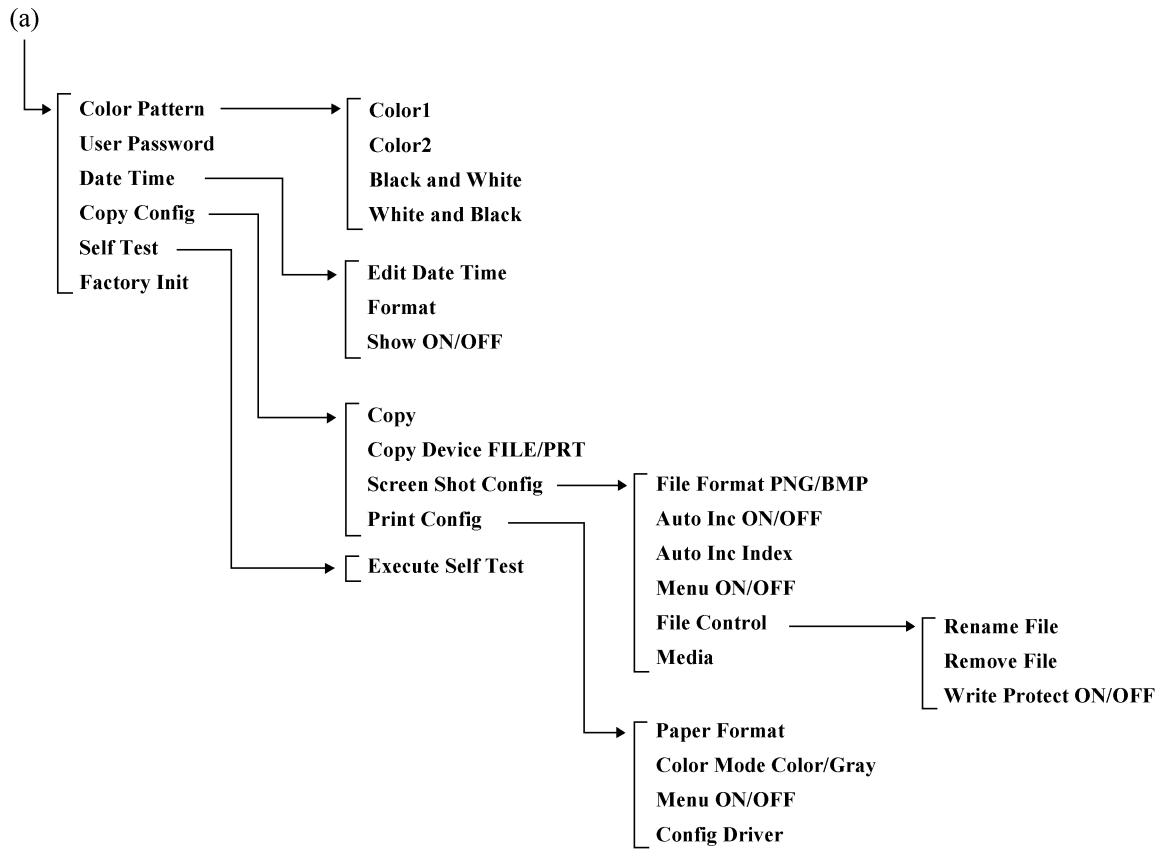 (a)
Color Pattern
User Password
Date Time
Copy Config
Self Test
Factory Init
Color1
Color2
Black and White
White and Black
Edit Date Time
Format
Show ON/OFF
Copy
Copy Device FILE/PRT
Screen Shot Config
Print Config
Execute Self Test
File Format PNG/BMP
Auto Inc ON/OFF
Auto Inc Index
Menu ON/OFF
File Control
Media
Rename File
Remove File
Write Protect ON/OFF
Paper Format
Color Mode Color/Gray
Menu ON/OFF
Config Driver